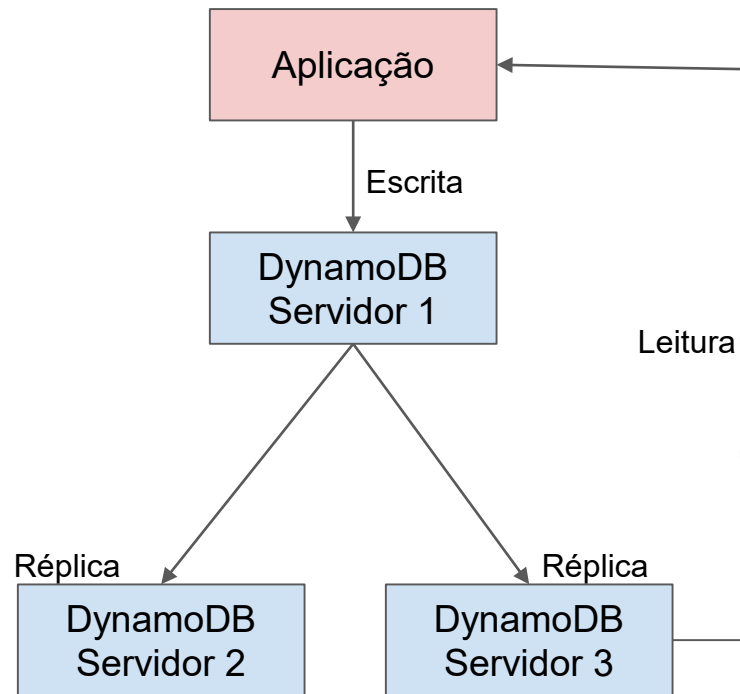 Aplicação
Escrita
DynamoDB
Servidor 1
Leitura
Réplica
Réplica
DynamoDB
Servidor 2
DynamoDB
Servidor 3